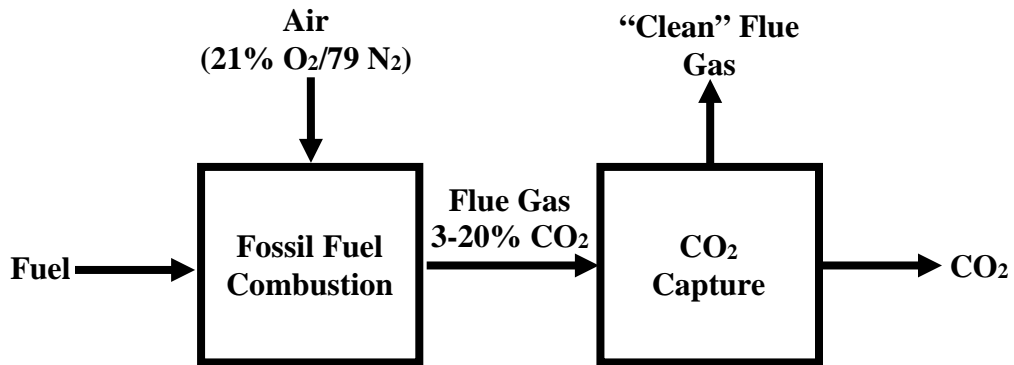 Air
(21% O₂/79 N₂)
“Clean” Flue
Gas
Fuel
Fossil Fuel
Combustion
Flue Gas
3-20% CO₂
CO₂
Capture
CO₂